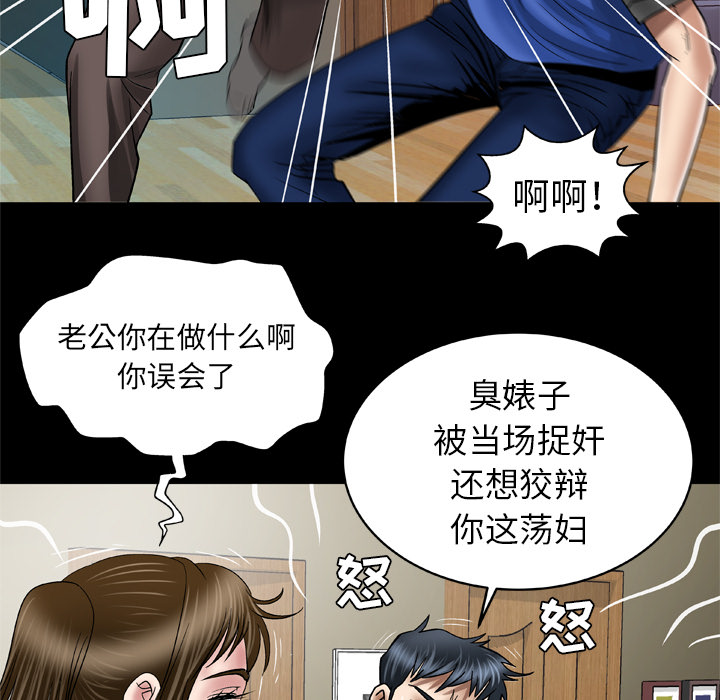 啊
啊啊！
老公你在做什么啊
你误会了
臭婊子
被当场捉奸
还想狡辩
你这荡妇
怒
怒